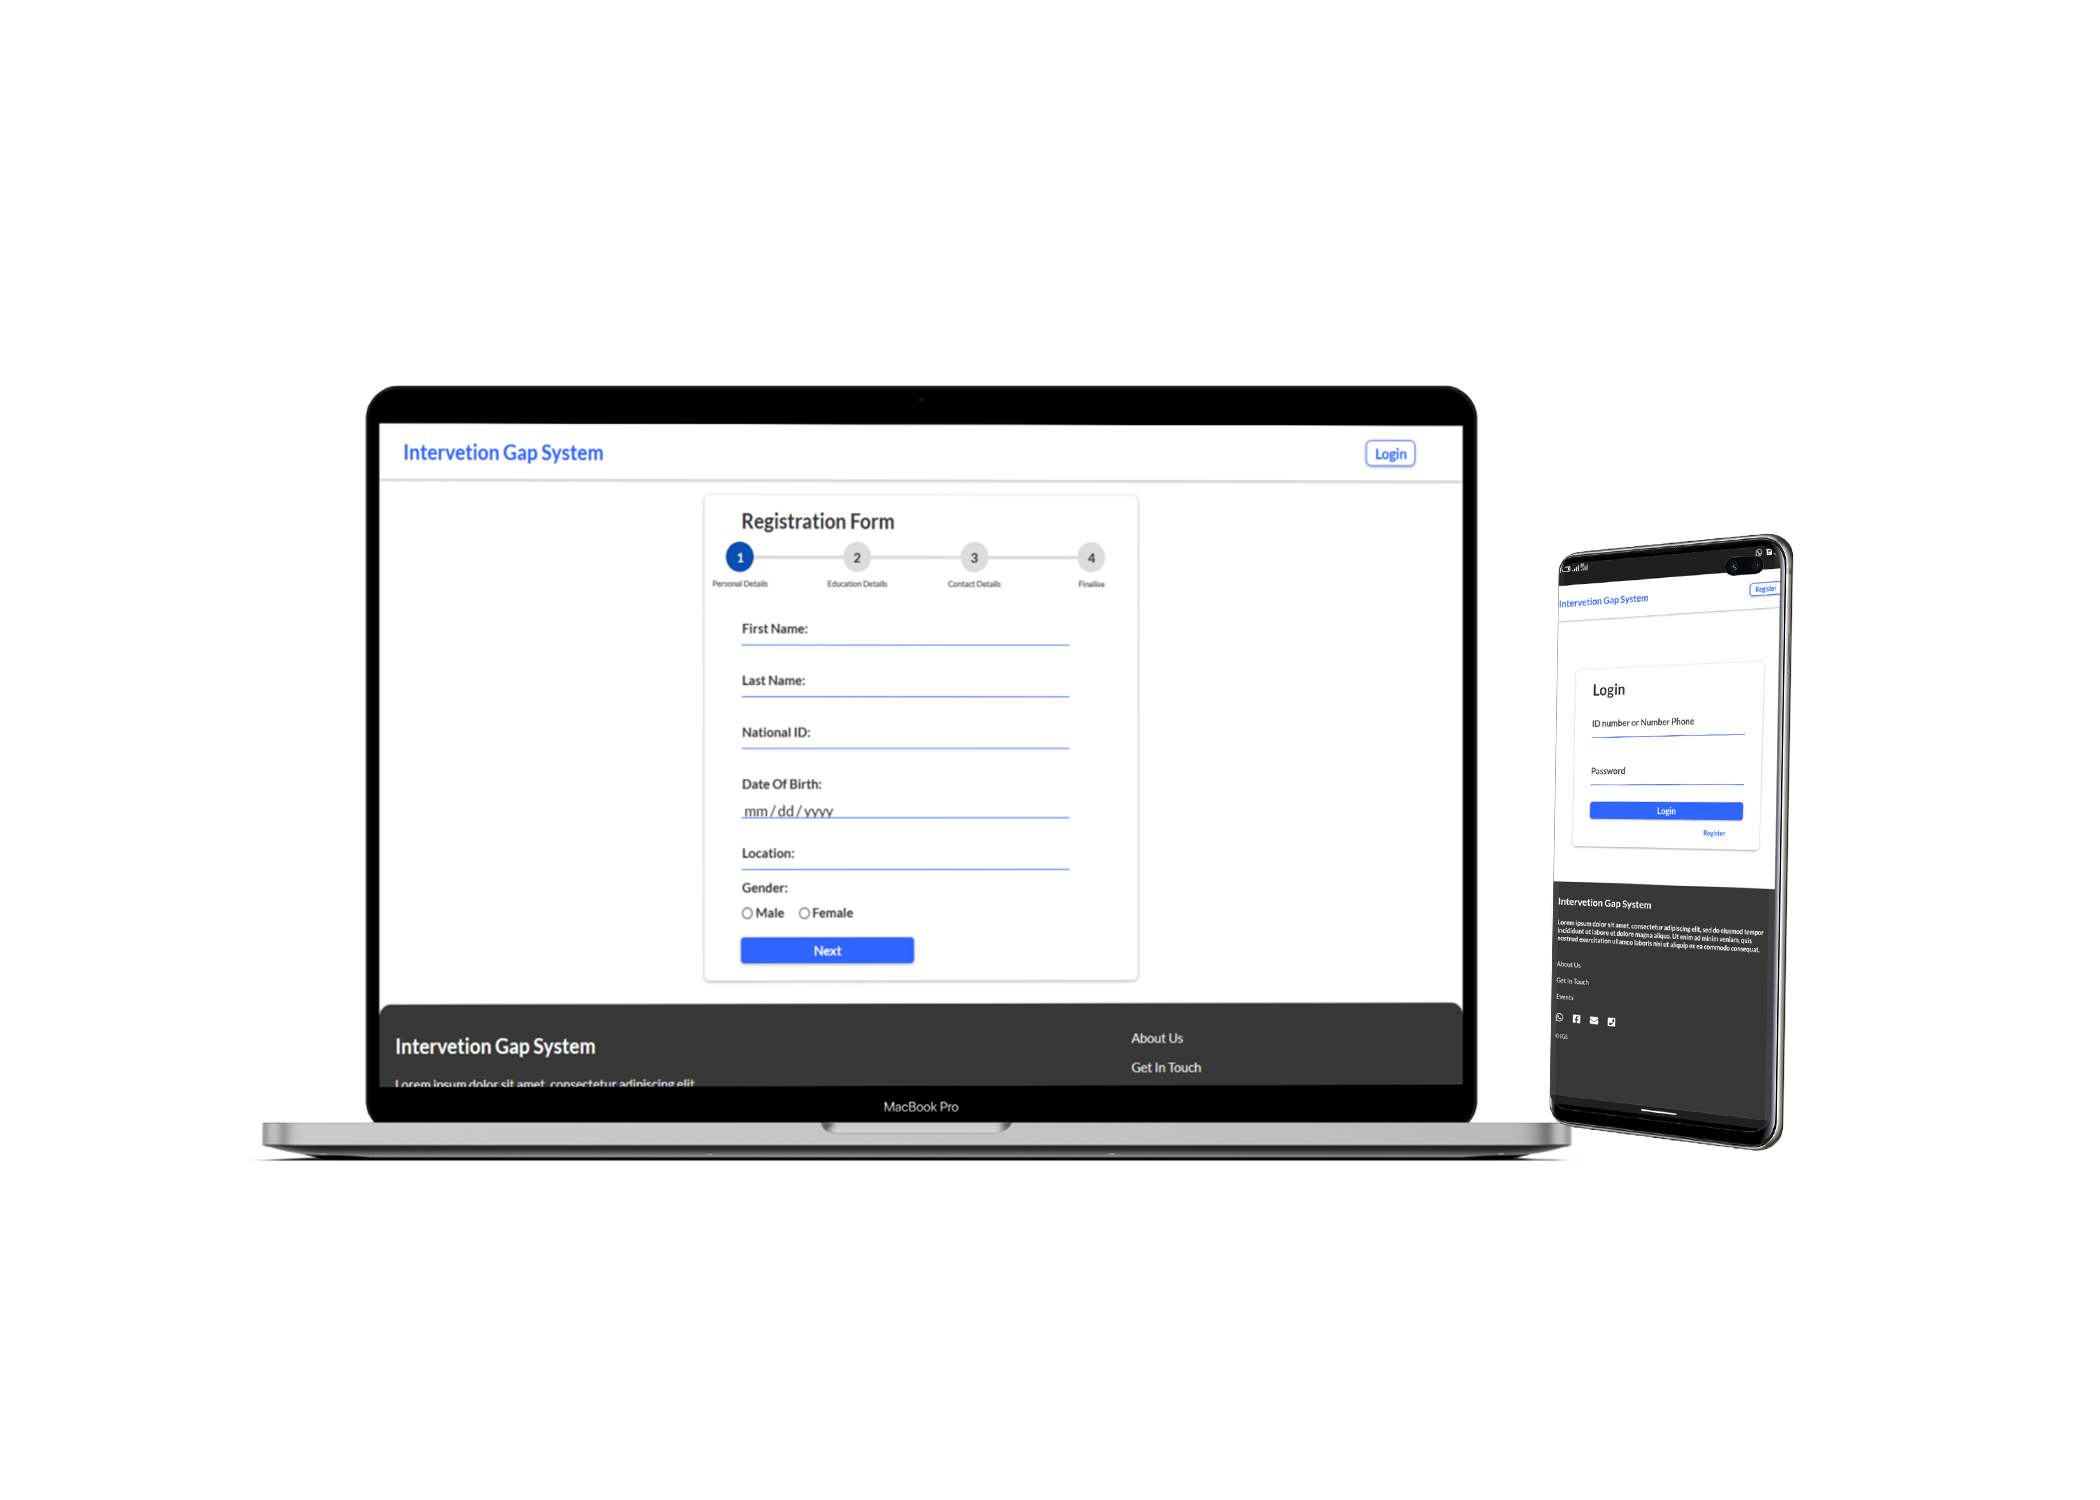 Intervetion Gap System
Login
Registration Form
1 2 3 4
Personal Details Education Details Contact Details Finalise
First Name:
Last Name:
National ID:
Date Of Birth:
mm/dd/yyyy
Location:
Gender:
Male Female
Next
Intervetion Gap System
About Us
Lorem ipsum dolor sit amet, consectetur adipiscing elit,
Get In Touch
MacBook Pro
Intervetion Gap System
Register
Login
ID number or Number Phone
Password
Login
Register
Intervetion Gap System
Lorem ipsum dolor sit amet, consectetur adipiscing elit, sed do eiusmod tempor
incididunt ut labore et dolore magna aliqua. Ut enim ad minim veniam, quis
nostrud exercitation ullamco laboris nisi ut aliquip ex ea commodo consequat.
About Us
Get In Touch
Events